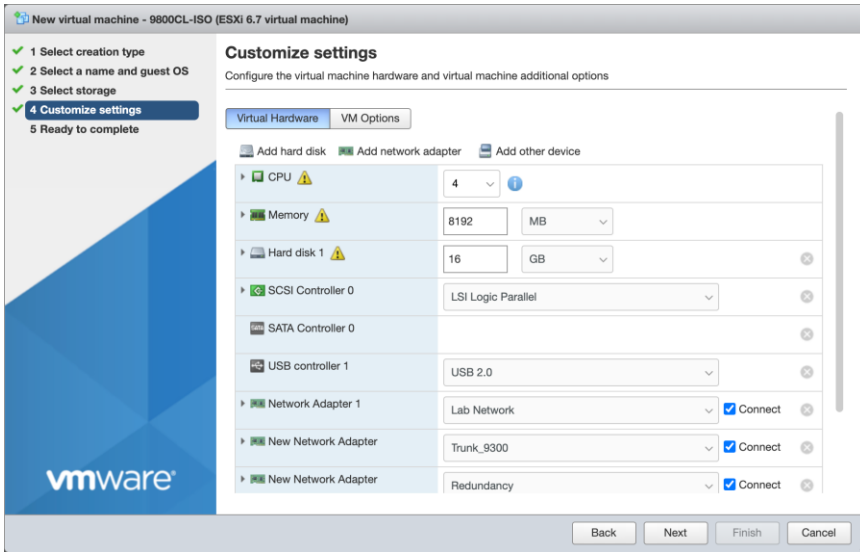 New virtual machine - 9800CL-ISO (ESXi 6.7 virtual machine)
1 Select creation type
2 Select a name and guest OS
3 Select storage
4 Customize settings
5 Ready to complete
Customize settings
Configure the virtual machine hardware and virtual machine additional options
Virtual Hardware VM Options
Add hard disk Add network adapter Add other device
CPU 4
Memory 8192 MB
Hard disk 1 16 GB
SCSI Controller 0 LSI Logic Parallel
SATA Controller 0
USB controller 1 USB 2.0
Network Adapter 1 Lab Network Connect
New Network Adapter Trunk_9300 Connect
New Network Adapter Redundancy Connect
vmware®
Back Next Finish Cancel